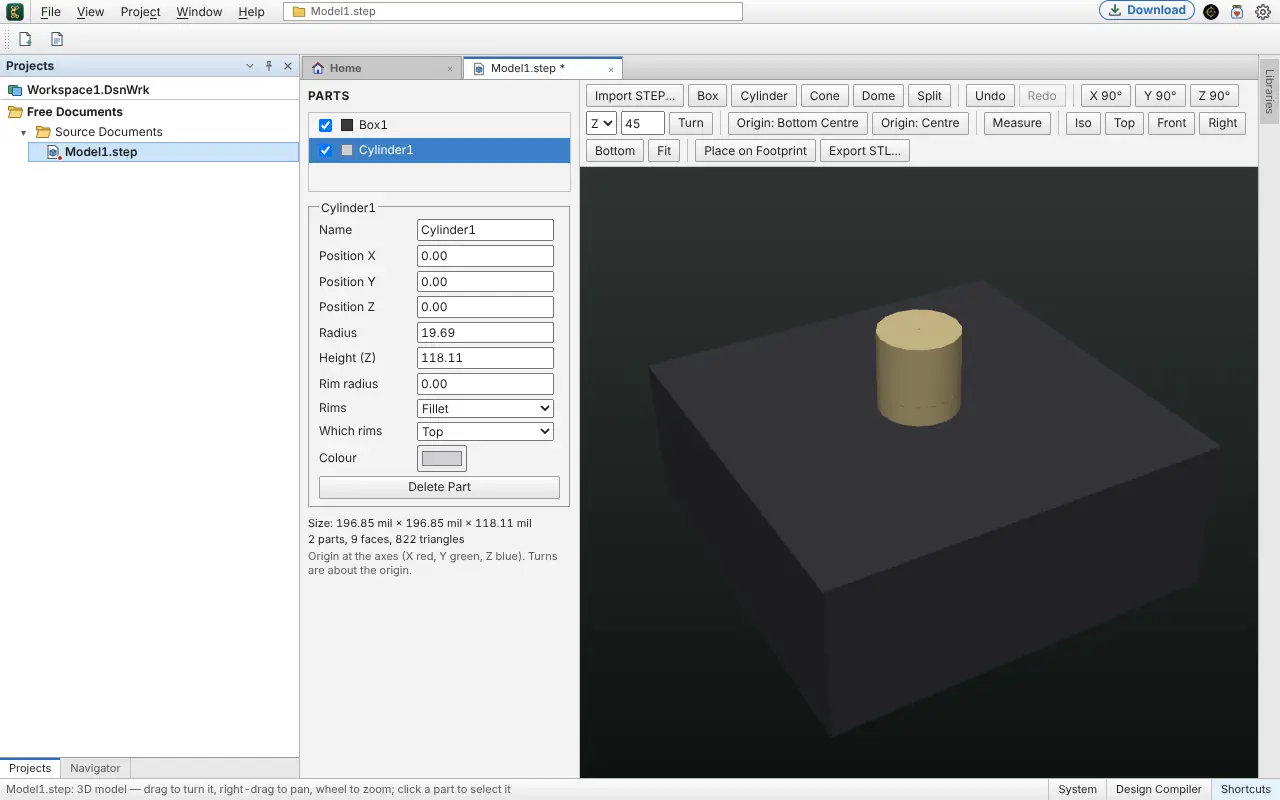 File View Project Window Help Model1.step Download
Projects
Workspace1.DsnWrk
Free Documents
Source Documents
Model1.step
Projects Navigator
Home Model1.step *
PARTS
Box1
Cylinder1
Cylinder1
Name Cylinder1
Position X 0.00
Position Y 0.00
Position Z 0.00
Radius 19.69
Height (Z) 118.11
Rim radius 0.00
Rims Fillet
Which rims Top
Colour
Delete Part
Size: 196.85 mil × 196.85 mil × 118.11 mil
2 parts, 9 faces, 822 triangles
Origin at the axes (X red, Y green, Z blue). Turns
are about the origin.
Import STEP... Box Cylinder Cone Dome Split Undo Redo X 90° Y 90° Z 90°
Z 45 Turn Origin: Bottom Centre Origin: Centre Measure Iso Top Front Right
Bottom Fit Place on Footprint Export STL...
Libraries
Model1.step: 3D model — drag to turn it, right-drag to pan, wheel to zoom; click a part to select it
System Design Compiler Shortcuts